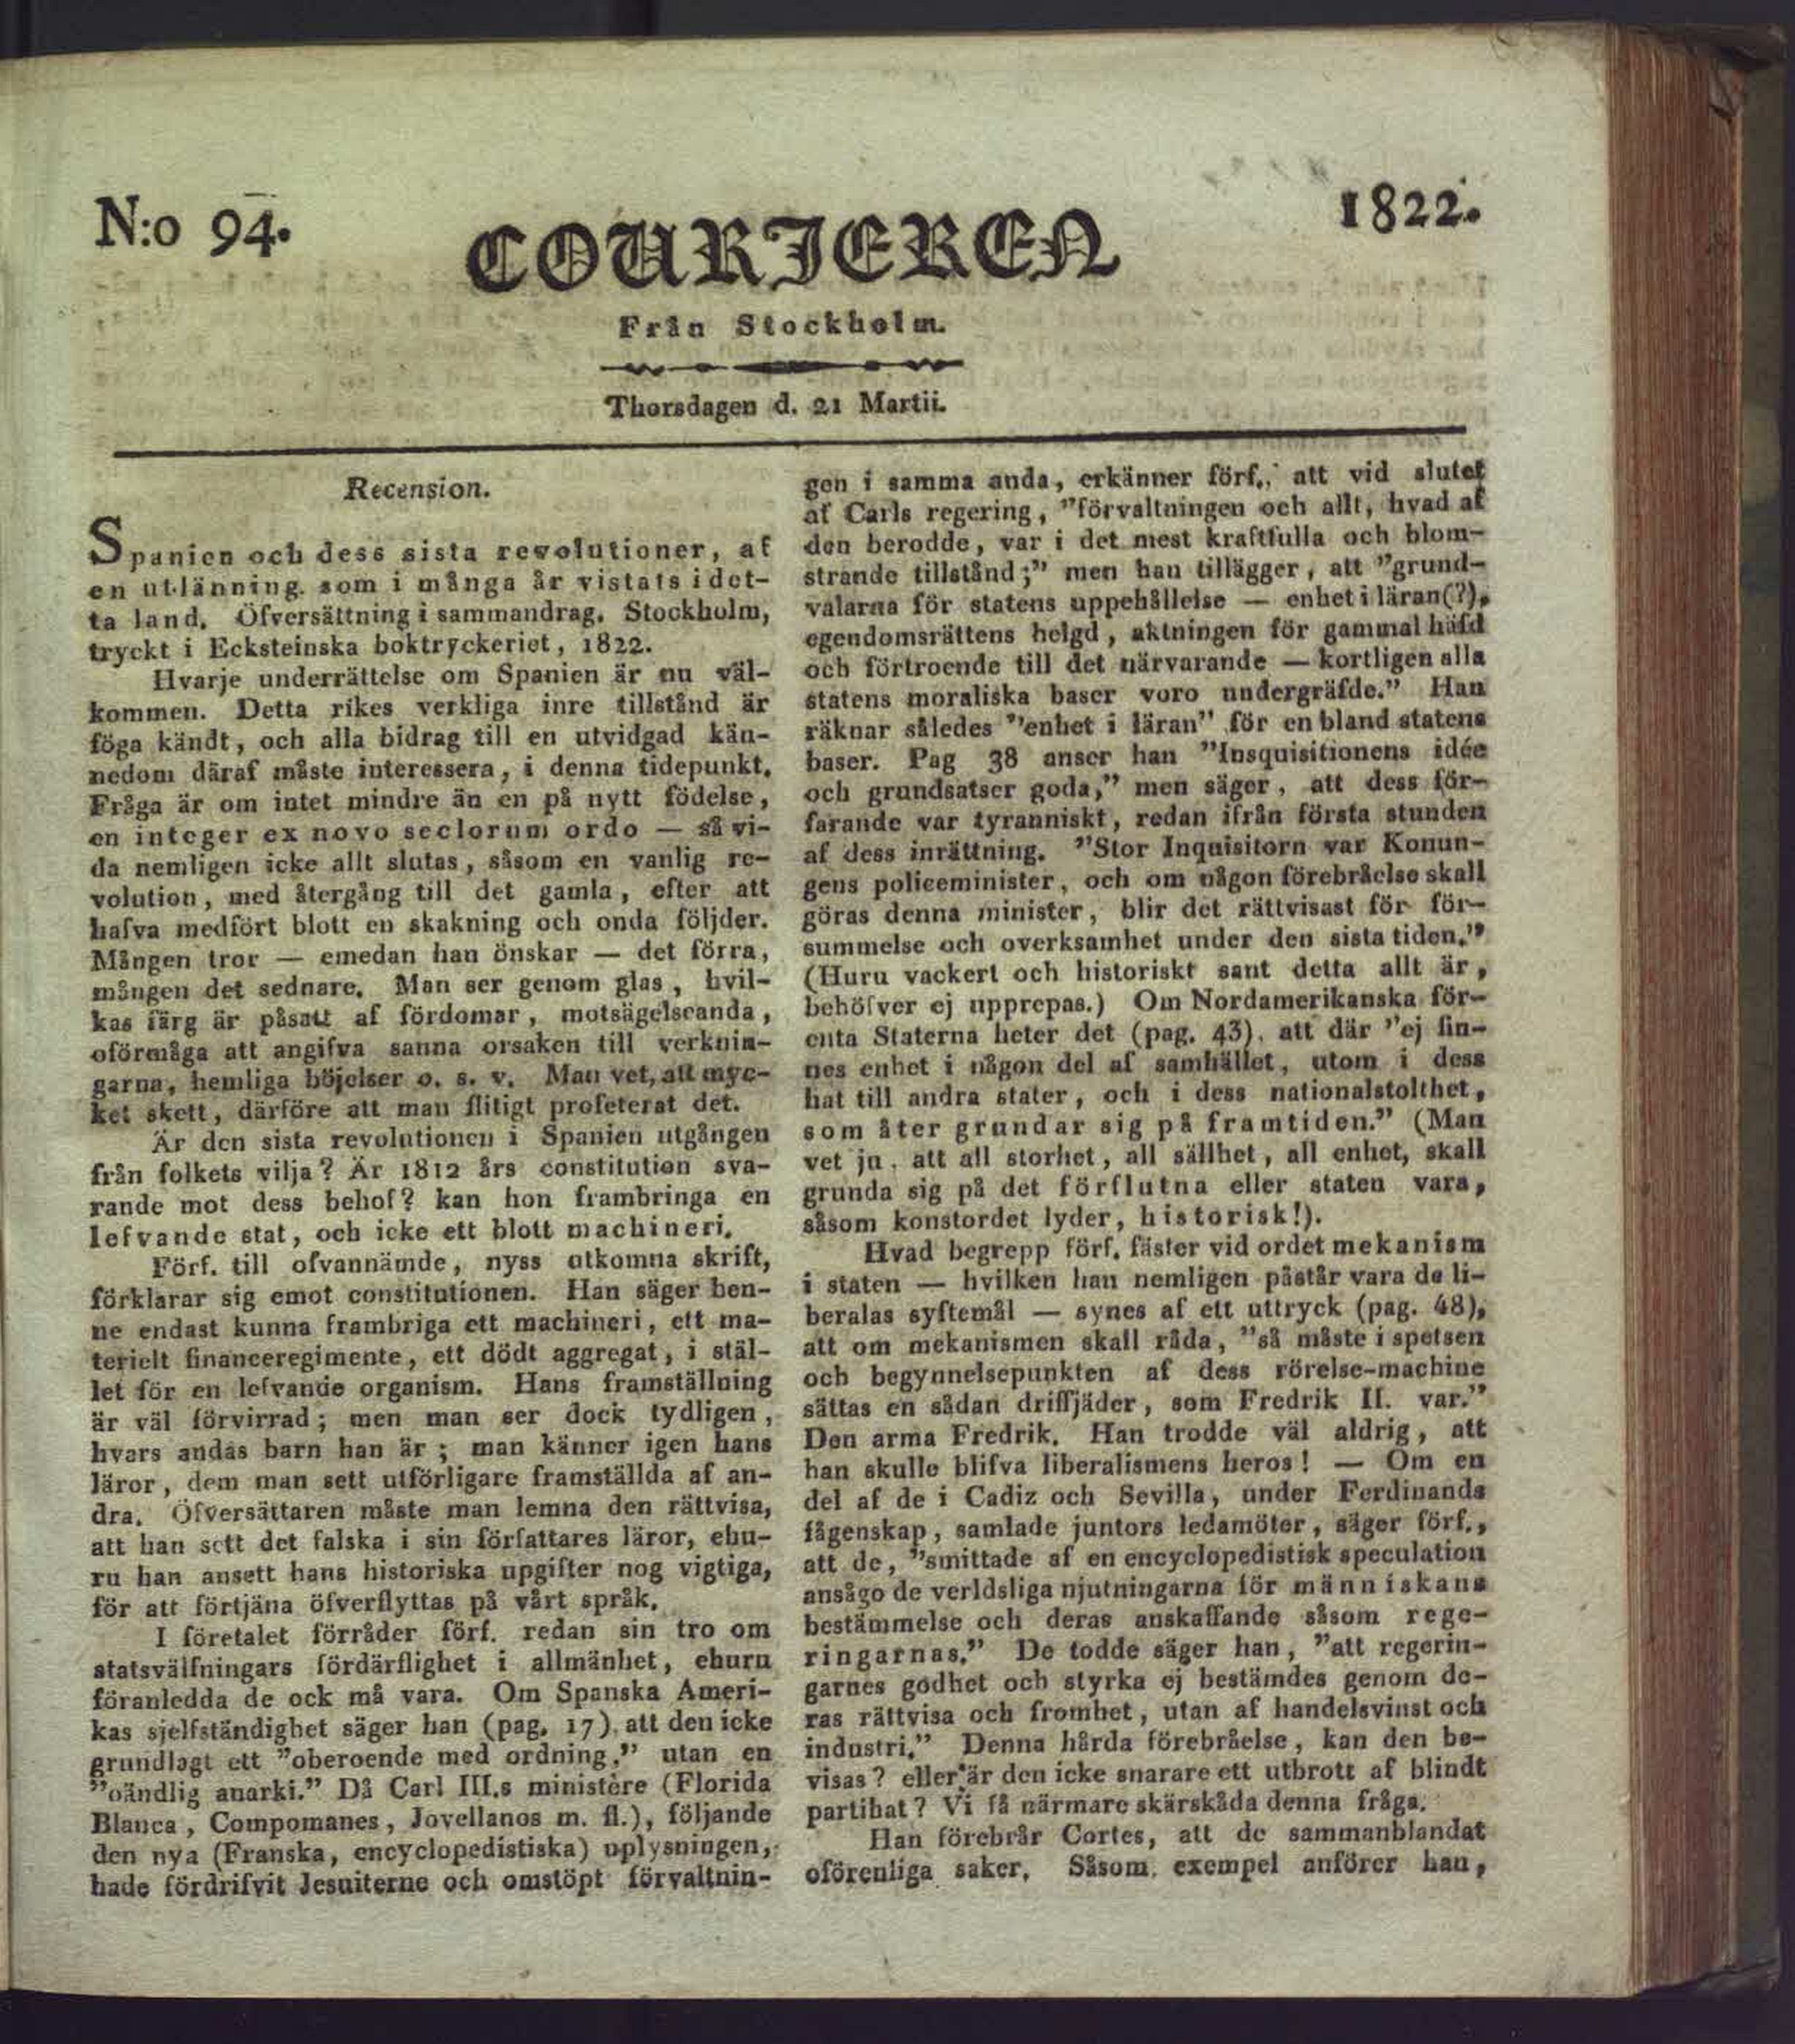 N:o 94.
1822.
COURIEREN
Från Stockholm.
Thorsdagen d. 21 Martii.
Recension.
Spanien och dess sista revolutioner, af
en utlänning. som i många år vistats i det-
ta land. Öfversättning i sammandrag. Stockholm,
tryckt i Ecksteinska boktryckeriet, 1822.
Hvarje underrättelse om Spanien är nu väl-
kommen. Detta rikes verkliga inre tillstånd är
föga kändt, och alla bidrag till en utvidgad kän-
nedom däraf måste interessera, i denna tidepunkt.
Fråga är om intet mindre än en på nytt födelse,
en integer ex novo seclorum ordo — så vi-
da nemligen icke allt slutas, såsom en vanlig re-
volution, med återgång till det gamla, efter att
hafva medfört blott en skakning och onda följder.
Mången tror — emedan han önskar — det förra,
mången det sednare. Man ser genom glas, hvil-
kas färg är påsatt af fördomar, motsägelseanda,
oförmåga att angifva sanna orsaken till verknin-
garna, hemliga böjelser o. s. v. Man vet, att myc-
ket skett, därföre att man flitigt profeterat det.
Är den sista revolutionen i Spanien utgången
från folkets vilja? Är 1812 års constitution sva-
rande mot dess behof? kan hon frambringa en
lefvande stat, och icke ett blott machineri.
Förf. till ofvannämde, nyss utkomna skrift,
förklarar sig emot constitutionen. Han säger hen-
ne endast kunna frambriga ett machineri, ett ma-
terielt financeregimente, ett dödt aggregat, i stäl-
let för en lefvande organism. Hans framställning
är väl förvirrad; men man ser dock tydligen,
hvars andas barn han är; man känner igen hans
läror, dem man sett utförligare framställda af an-
dra. Öfversättaren måste man lemna den rättvisa,
att han sett det falska i sin författares läror, ehu-
ru han ansett hans historiska upgifter nog vigtiga,
för att förtjäna öfverflyttas på vårt språk.
I företalet förråder förf. redan sin tro om
statsvälfningars fördärflighet i allmänhet, ehuru
föranledda de ock må vara. Om Spanska Ameri-
kas sjelfständighet säger han (pag. 17), att den icke
grundlagt ett "oberoende med ordning," utan en
"oändlig anarki." Då Carl III.s ministère (Florida
Blanca, Compomanes, Jovellanos m. fl.), följande
den nya (Franska, encyclopedistiska) uplysningen,
hade fördrifvit Jesuiterne och omstöpt förvaltnin-
gen i samma anda, erkänner förf., att vid slutet
af Carls regering, "förvaltningen och allt, hvad af
den berodde, var i det mest kraftfulla och blom-
strande tillstånd;" men han tillägger, att "grund-
valarna för statens uppehållelse — enhet i läran(?),
egendomsrättens helgd, aktningen för gammal häfd
och förtroende till det närvarande — kortligen alla
statens moraliska baser voro undergräfde." Han
räknar således "enhet i läran" för en bland statens
baser. Pag 38 anser han "Insquisitionens idée
och grundsatser goda," men säger, att dess för-
farande var tyranniskt, redan ifrån första stunden
af dess inrättning. "Stor Inquisitorn var Konun-
gens policeminister, och om någon förebråelse skall
göras denna minister, blir det rättvisast för för-
summelse och overksamhet under den sista tiden."
(Huru vackert och historiskt sant detta allt är,
behöfver ej upprepas.) Om Nordamerikanska för-
enta Staterna heter det (pag. 43), att där "ej fin-
nes enhet i någon del af samhället, utom i dess
hat till andra stater, och i dess nationalstolthet,
som åter grundar sig på framtiden." (Man
vet ju, att all storhet, all sällhet, all enhet, skall
grunda sig på det förflutna eller staten vara,
såsom konstordet lyder, historisk!).
Hvad begrepp förf. fäster vid ordet mekanism
i staten — hvilken han nemligen påstår vara de li-
beralas syftemål — synes af ett uttryck (pag. 48),
att om mekanismen skall råda, "så måste i spetsen
och begynnelsepunkten af dess rörelse-machine
sättas en sådan driffjäder, som Fredrik II. var."
Den arma Fredrik. Han trodde väl aldrig, att
han skulle blifva liberalismens heros! — Om en
del af de i Cadiz och Sevilla, under Ferdinands
fågenskap, samlade juntors ledamöter, säger förf.,
att de, "smittade af en encyclopedistisk speculation
ansågo de verldsliga njutningarna för människans
bestämmelse och deras anskaffande såsom rege-
ringarnas." De todde säger han, "att regerin-
garnes godhet och styrka ej bestämdes genom de-
ras rättvisa och fromhet, utan af handelsvinst och
industri." Denna hårda förebråelse, kan den be-
visas? eller är den icke snarare ett utbrott af blindt
partihat? Vi få närmare skärskåda denna fråga.
Han förebrår Cortes, att de sammanblandat
oförenliga saker. Såsom exempel anförer han,